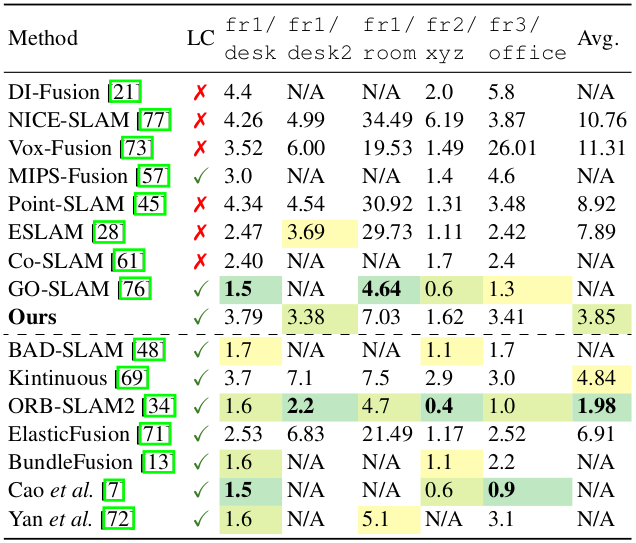 Method LC fr1/desk fr1/desk2 fr1/room fr2/xyz fr3/office Avg.
DI-Fusion [21] ✗ 4.4 N/A N/A 2.0 5.8 N/A
NICE-SLAM [77] ✗ 4.26 4.99 34.49 6.19 3.87 10.76
Vox-Fusion [73] ✗ 3.52 6.00 19.53 1.49 26.01 11.31
MIPS-Fusion [57] ✓ 3.0 N/A N/A 1.4 4.6 N/A
Point-SLAM [45] ✗ 4.34 4.54 30.92 1.31 3.48 8.92
ESLAM [28] ✗ 2.47 3.69 29.73 1.11 2.42 7.89
Co-SLAM [61] ✗ 2.40 N/A N/A 1.7 2.4 N/A
GO-SLAM [76] ✓ 1.5 N/A 4.64 0.6 1.3 N/A
Ours ✓ 3.79 3.38 7.03 1.62 3.41 3.85
BAD-SLAM [48] ✓ 1.7 N/A N/A 1.1 1.7 N/A
Kintinuous [69] ✓ 3.7 7.1 7.5 2.9 3.0 4.84
ORB-SLAM2 [34] ✓ 1.6 2.2 4.7 0.4 1.0 1.98
ElasticFusion [71] ✓ 2.53 6.83 21.49 1.17 2.52 6.91
BundleFusion [13] ✓ 1.6 N/A N/A 1.1 2.2 N/A
Cao et al. [7] ✓ 1.5 N/A N/A 0.6 0.9 N/A
Yan et al. [72] ✓ 1.6 N/A 5.1 N/A 3.1 N/A